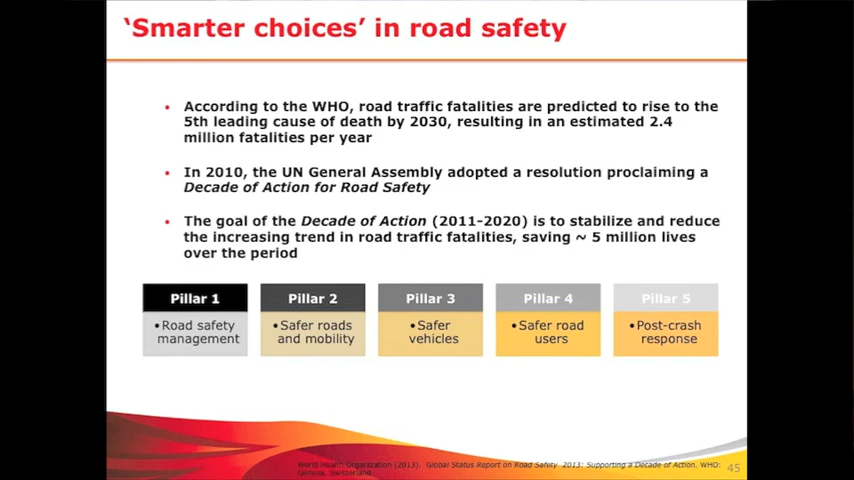 ‘Smarter choices’ in road safety
• According to the WHO, road traffic fatalities are predicted to rise to the
5th leading cause of death by 2030, resulting in an estimated 2.4
million fatalities per year
• In 2010, the UN General Assembly adopted a resolution proclaiming a
Decade of Action for Road Safety
• The goal of the Decade of Action (2011-2020) is to stabilize and reduce
the increasing trend in road traffic fatalities, saving ~ 5 million lives
over the period
Pillar 1
• Road safety
management
Pillar 2
• Safer roads
and mobility
Pillar 3
• Safer
vehicles
Pillar 4
• Safer road
users
Pillar 5
• Post-crash
response
World Health Organization (2013). Global Status Report on Road Safety 2013: Supporting a Decade of Action. WHO:
Geneva, Switzerland.
45